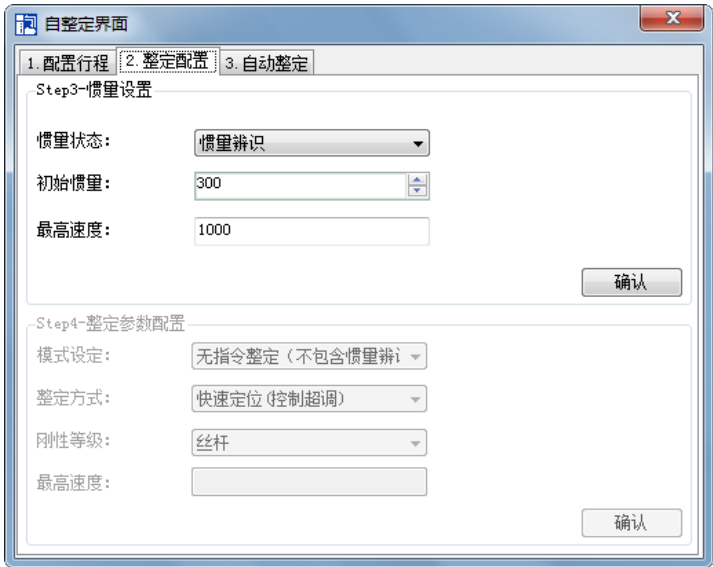 自整定界面
1.配置行程 2.整定配置 3.自动整定
Step3-惯量设置
惯量状态： 惯量辨识
初始惯量： 300
最高速度： 1000
确认
Step4-整定参数配置
模式设定： 无指令整定（不包含惯量辨
整定方式： 快速定位(控制超调)
刚性等级： 丝杆
最高速度：
确认